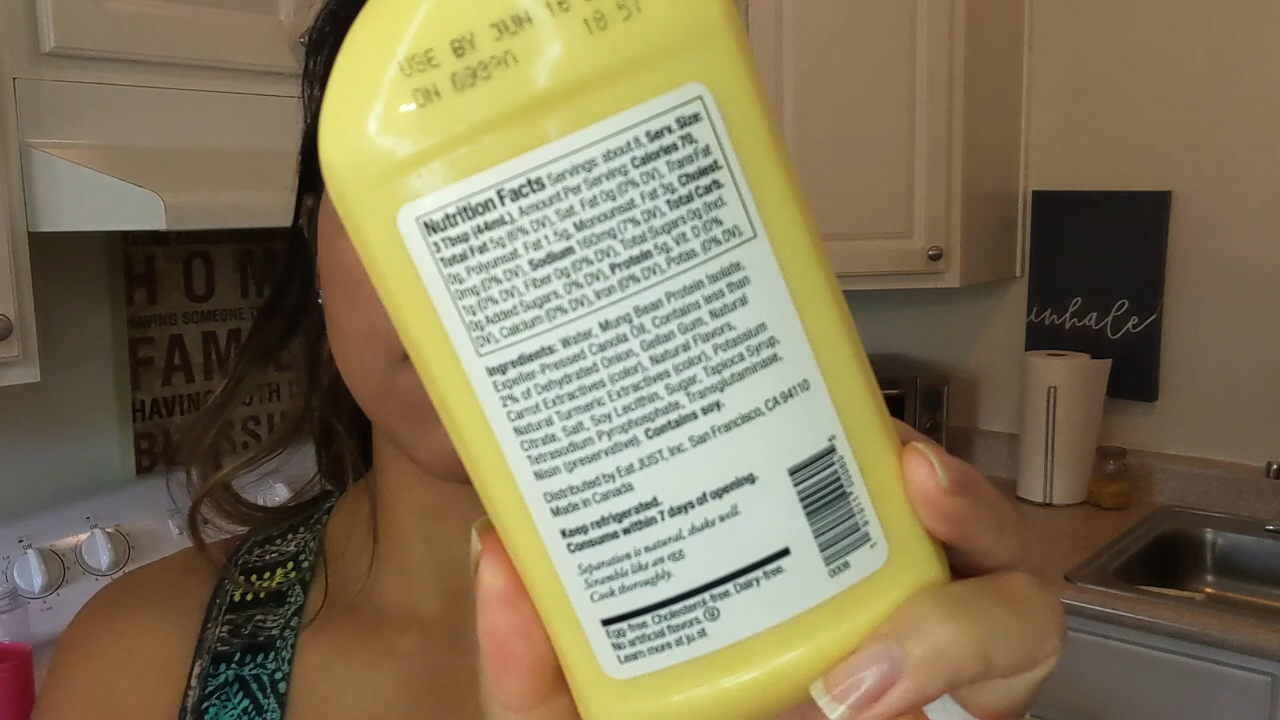 USE BY JUN 16
10 57
ON
Nutrition Facts Servings: about 8, Serv. Size:
3 Tbsp (44mL), Amount Per Serving: Calories 70,
Total Fat 5g (6% DV), Sat. Fat 0g (0% DV), Trans Fat
0g, Polyunsat. Fat 1.5g, Monounsat. Fat 3g, Cholest.
0mg (0% DV), Sodium 160mg (7% DV), Total Carb.
1g (0% DV), Fiber 0g (0% DV), Total Sugars 0g (Incl.
0g Added Sugars, 0% DV), Protein 5g, Vit. D (0%
DV), Calcium (0% DV), Iron (0% DV), Potas. (0% DV).
Ingredients: Water, Mung Bean Protein Isolate,
Expeller-Pressed Canola Oil, Contains less than
2% of Dehydrated Onion, Gellan Gum, Natural
Carrot Extractives (color), Natural Flavors,
Natural Turmeric Extractives (color), Potassium
Citrate, Salt, Soy Lecithin, Sugar, Tapioca Syrup,
Tetrasodium Pyrophosphate, Transglutaminase,
Nisin (preservative). Contains soy.
Distributed by Eat JUST, Inc. San Francisco, CA 94110
Made in Canada
Keep refrigerated.
Consume within 7 days of opening.
Separation is natural, shake well.
Scramble like an egg.
Cook thoroughly.
Egg-free. Cholesterol-free. Dairy-free.
No artificial flavors. U
Learn more at ju.st
HOM
HAVING SOMEONE
FAM
HAVING
inhale
Off
Off